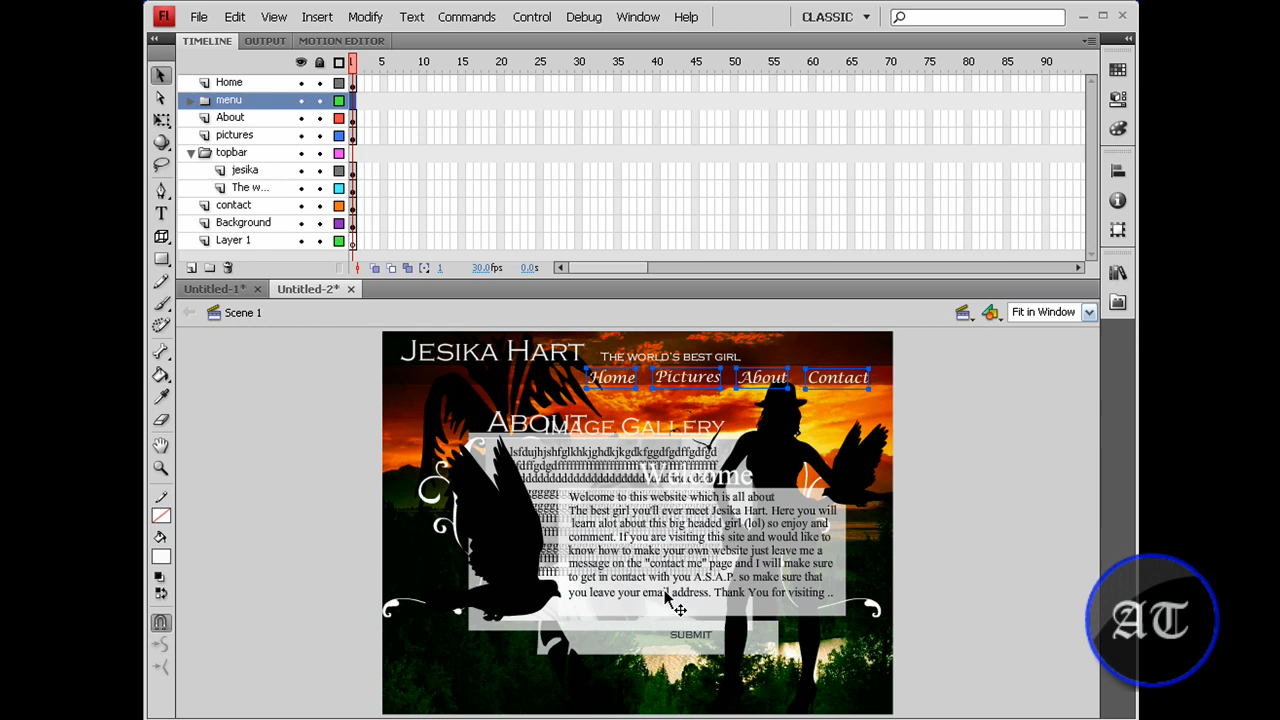 Fl File Edit View Insert Modify Text Commands Control Debug Window Help CLASSIC
TIMELINE OUTPUT MOTION EDITOR
1 5 10 15 20 25 30 35 40 45 50 55 60 65 70 75 80 85 90
Home
menu
About
pictures
topbar
jesika
The w...
contact
Background
Layer 1
1 30.0fps 0.0s
Untitled-1* Untitled-2*
Scene 1 Fit in Window
Jesika Hart The world's best girl
Home Pictures About Contact
About Image Gallery
Welcome
Welcome to this website which is all about
The best girl you'll ever meet Jesika Hart. Here you will
learn alot about this big headed girl (lol) so enjoy and
comment. If you are visiting this site and would like to
know how to make your own website just leave me a
message on the "contact me" page and I will make sure
to get in contact with you A.S.A.P. so make sure that
you leave your email address. Thank You for visiting ..
SUBMIT
AT